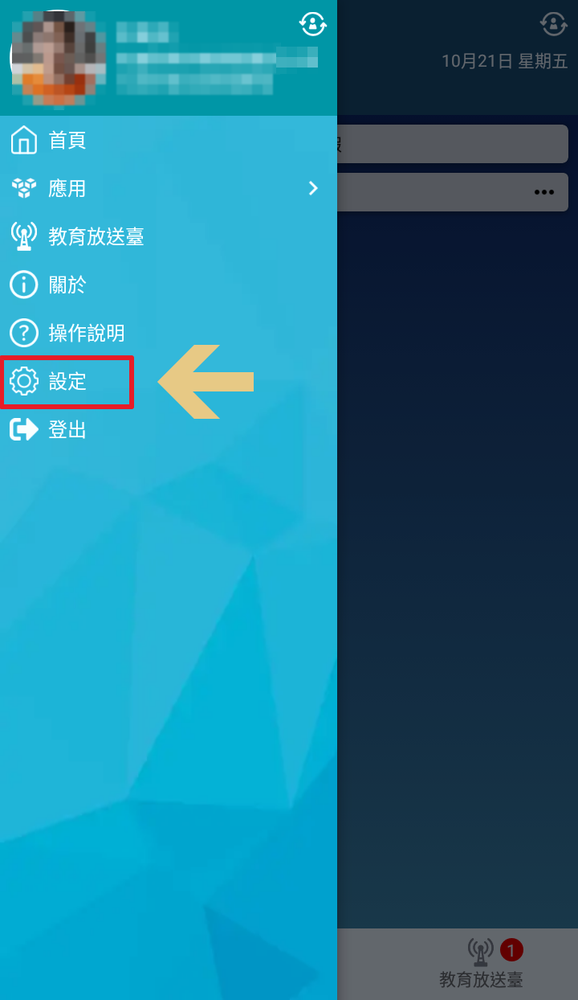 10月21日 星期五
首頁
應用
教育放送臺
關於
操作說明
設定
登出
1
教育放送臺